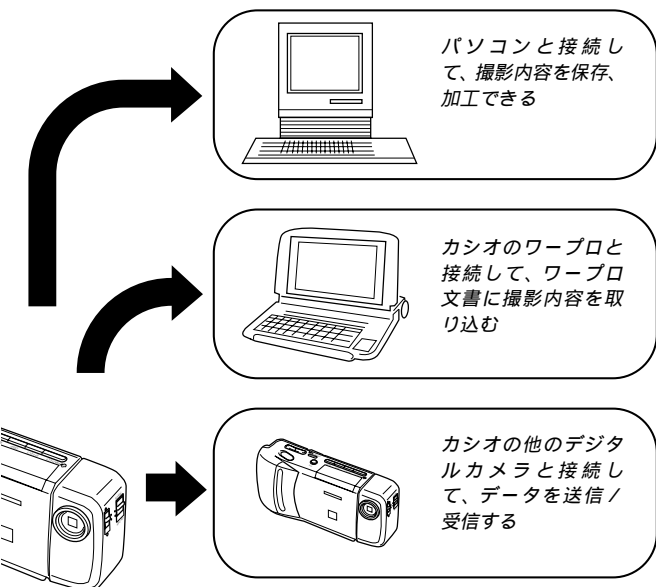 パソコンと接続し
て、撮影内容を保存、
加工できる
カシオのワープロと
接続して、ワープロ
文書に撮影内容を取
り込む
カシオの他のデジタ
ルカメラと接続し
て、データを送信/
受信する